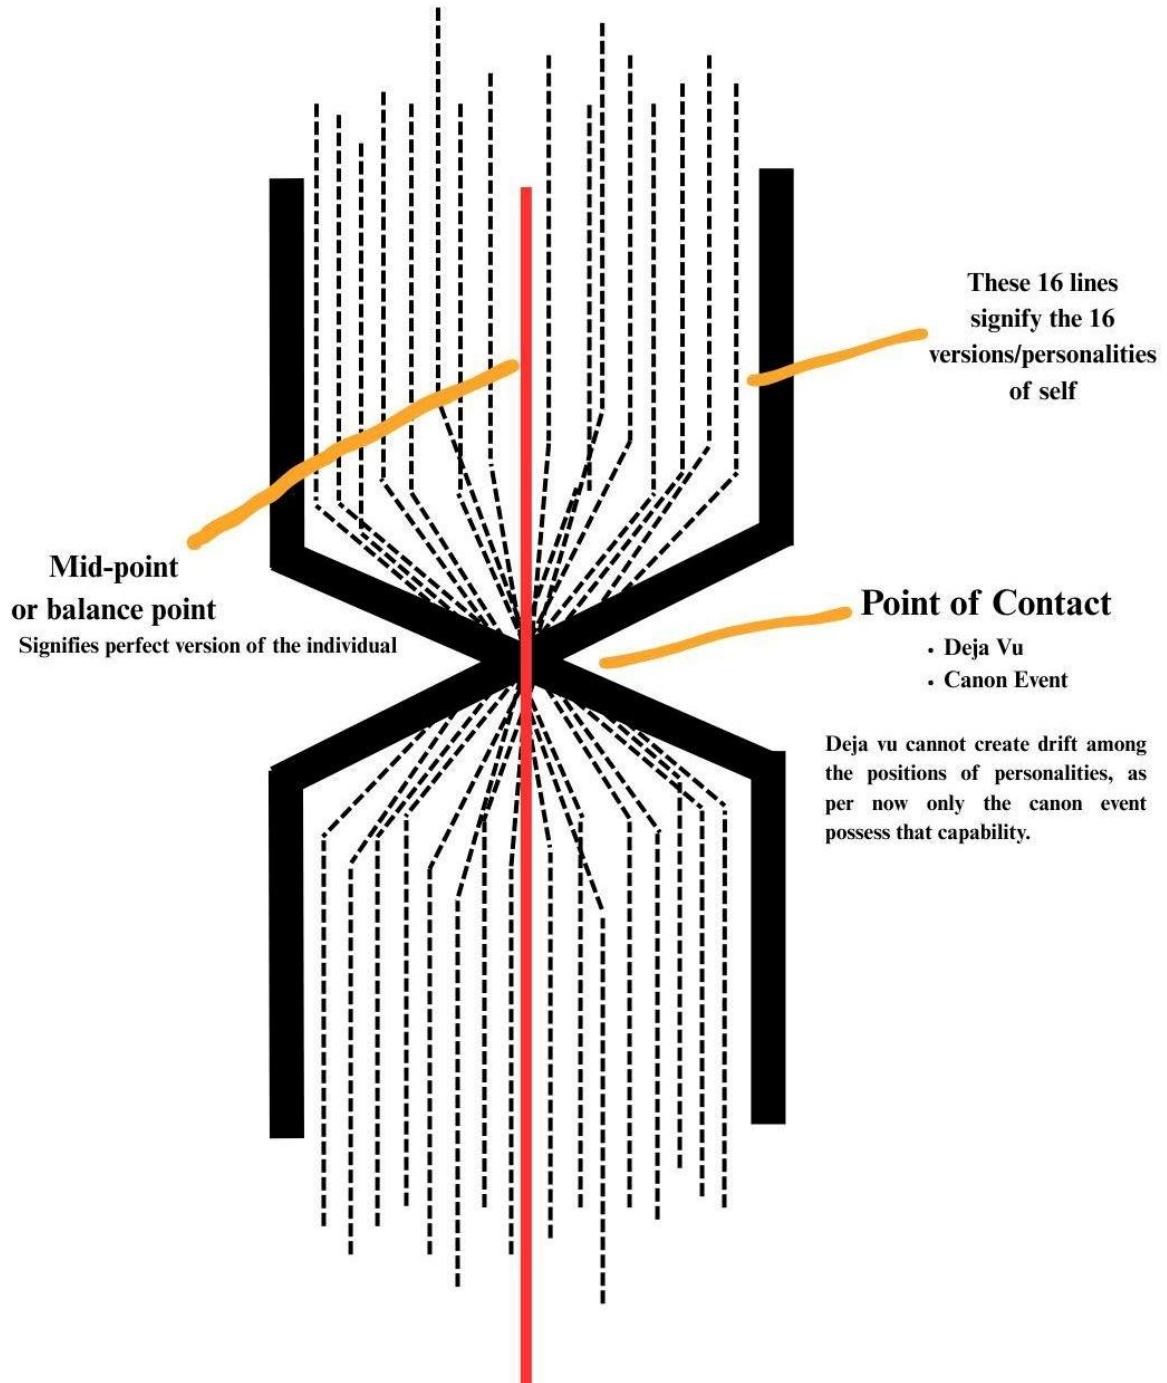 These 16 lines
signify the 16
versions/personalities
of self
Mid-point
or balance point
Signifies perfect version of the individual
Point of Contact
• Deja Vu
• Canon Event
Deja vu cannot create drift among
the positions of personalities, as
per now only the canon event
possess that capability.